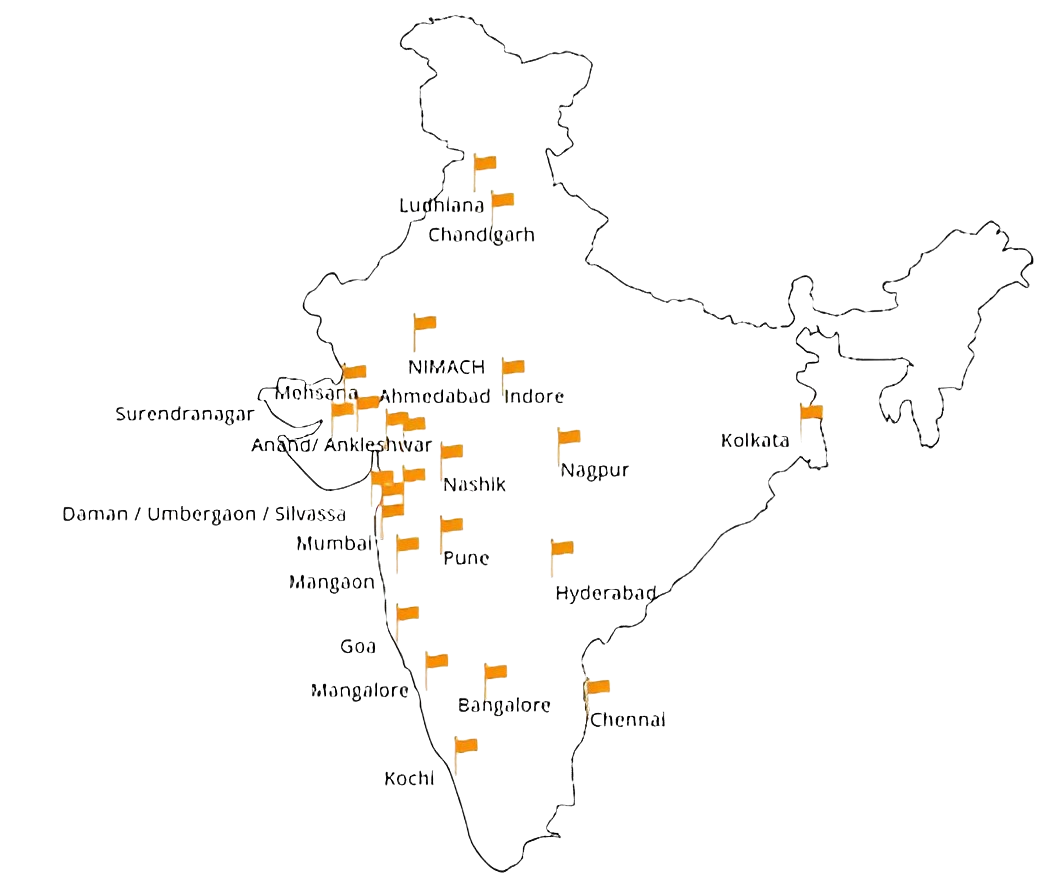 Ludhiana
Chandigarh
NIMACH
Mehsana
Ahmedabad
Indore
Surendranagar
Kolkata
Anand/ Ankleshwar
Nagpur
Nashik
Daman / Umbergaon / Silvassa
Mumbai
Pune
Mangaon
Hyderabad
Goa
Mangalore
Bangalore
Chennai
Kochi